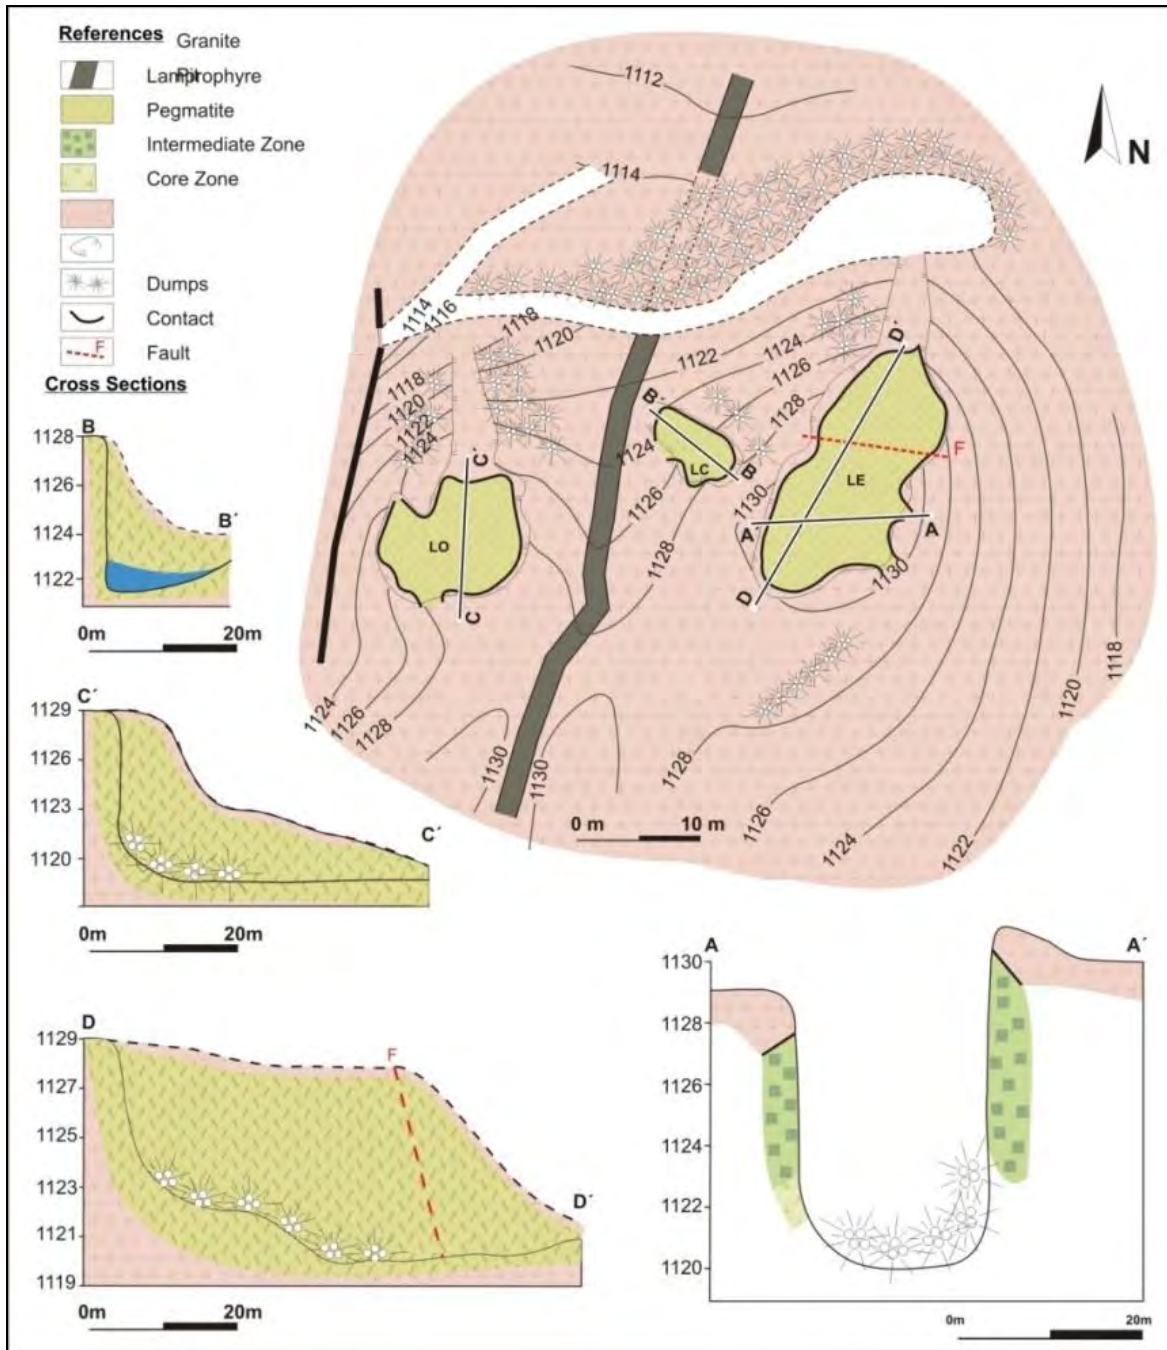 References
Granite
Pit
Lamprophyre
Pegmatite
Intermediate Zone
Core Zone
Dumps
Contact
F
Fault
Cross Sections
B
1128
1126
1124
1122
B´
0m 20m
C´
1129
1126
1123
1120
C´
0m 20m
D
1129
1127
1125
1123
1121
1119
F
D´
0m 20m
N
1112
1114
1114
1116
1118
1120
1118
1120
1122
1124
1122
1124
1126
1128
1124
1126
1128
1130
1130
B´
B
LC
C´
C
LO
D´
D
LE
F
A´
A
1124
1126
1128
1130
1130
1128
1126
1124
1122
1120
1118
0 m 10 m
A
A´
1130
1128
1126
1124
1122
1120
0m 20m